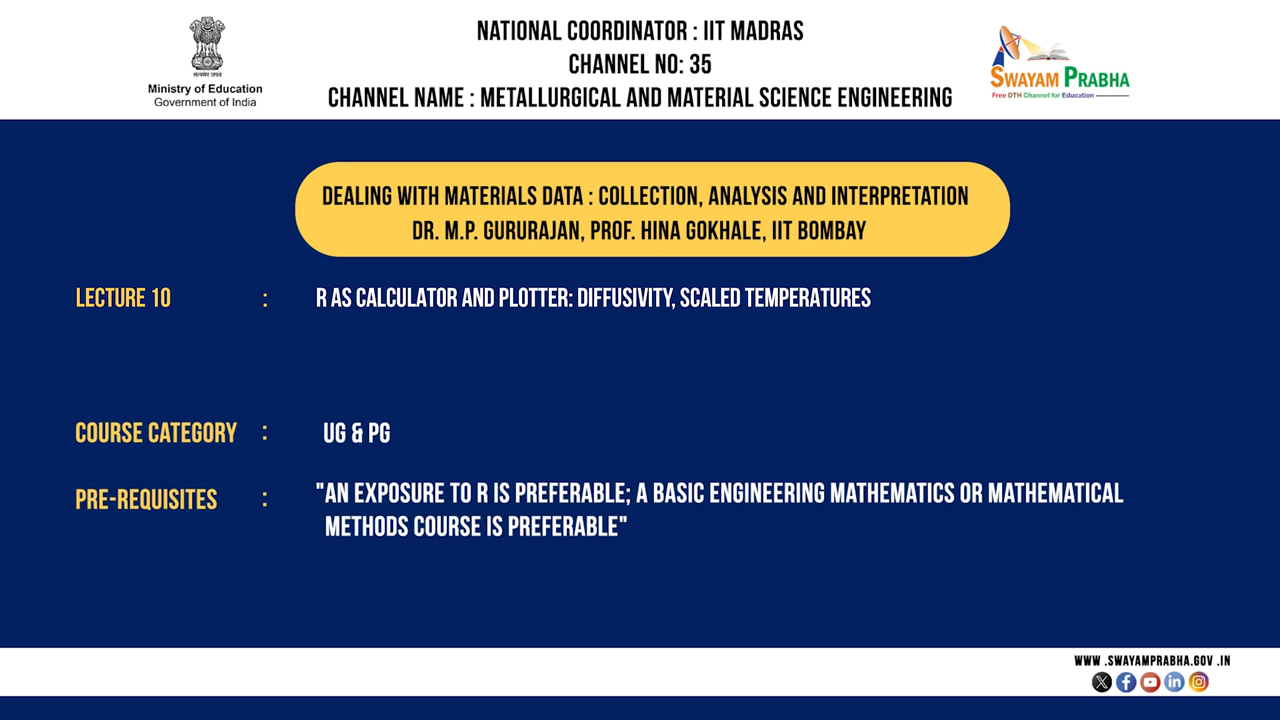 NATIONAL COORDINATOR : IIT MADRAS
CHANNEL NO: 35
CHANNEL NAME : METALLURGICAL AND MATERIAL SCIENCE ENGINEERING
सत्यमेव जयते
Ministry of Education
Government of India
SWAYAM PRABHA
Free DTH Channel for Education
DEALING WITH MATERIALS DATA : COLLECTION, ANALYSIS AND INTERPRETATION
DR. M.P. GURURAJAN, PROF. HINA GOKHALE, IIT BOMBAY
LECTURE 10 : R AS CALCULATOR AND PLOTTER: DIFFUSIVITY, SCALED TEMPERATURES
COURSE CATEGORY : UG & PG
PRE-REQUISITES : "AN EXPOSURE TO R IS PREFERABLE; A BASIC ENGINEERING MATHEMATICS OR MATHEMATICAL
METHODS COURSE IS PREFERABLE"
WWW .SWAYAMPRABHA.GOV .IN